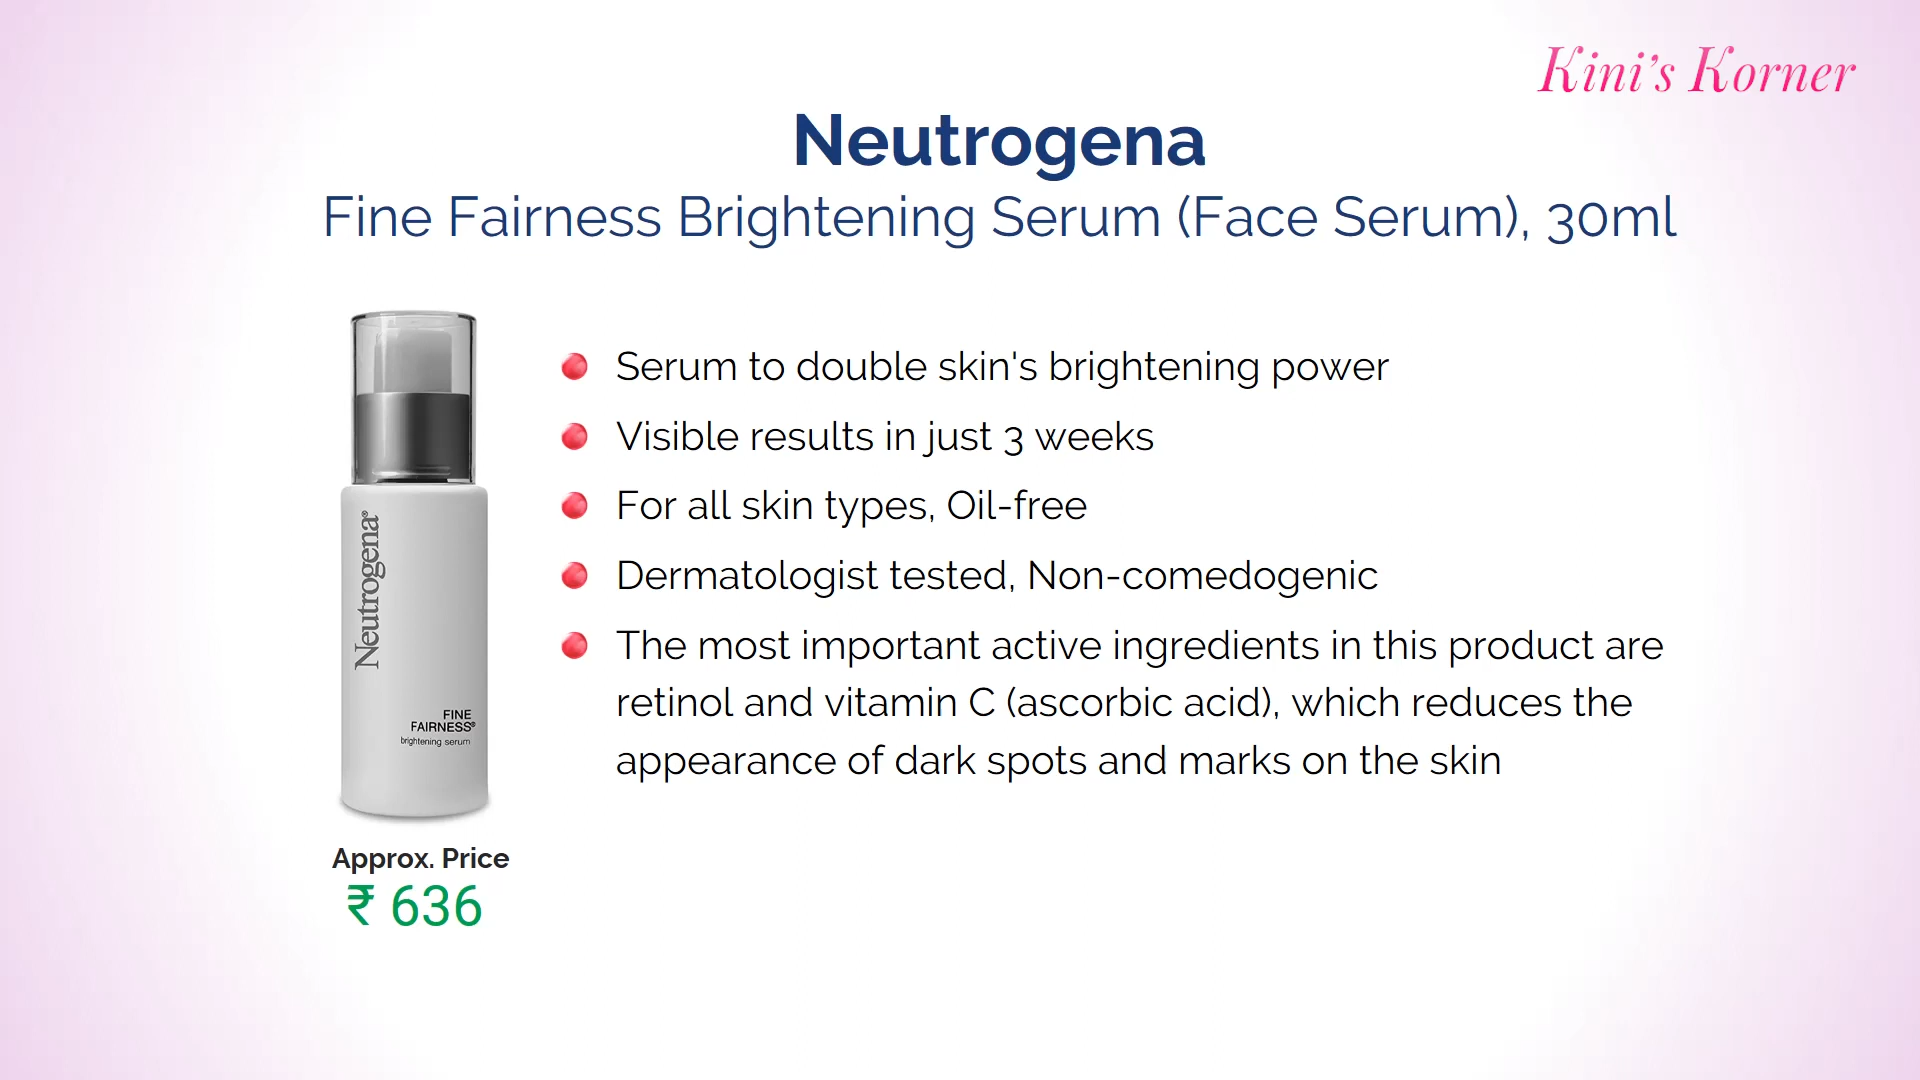 Kini's Korner
Neutrogena
Fine Fairness Brightening Serum (Face Serum), 30ml
Serum to double skin's brightening power
Visible results in just 3 weeks
For all skin types, Oil-free
Dermatologist tested, Non-comedogenic
The most important active ingredients in this product are
retinol and vitamin C (ascorbic acid), which reduces the
appearance of dark spots and marks on the skin
Neutrogena®
FINE
FAIRNESS®
brightening serum
Approx. Price
₹ 636